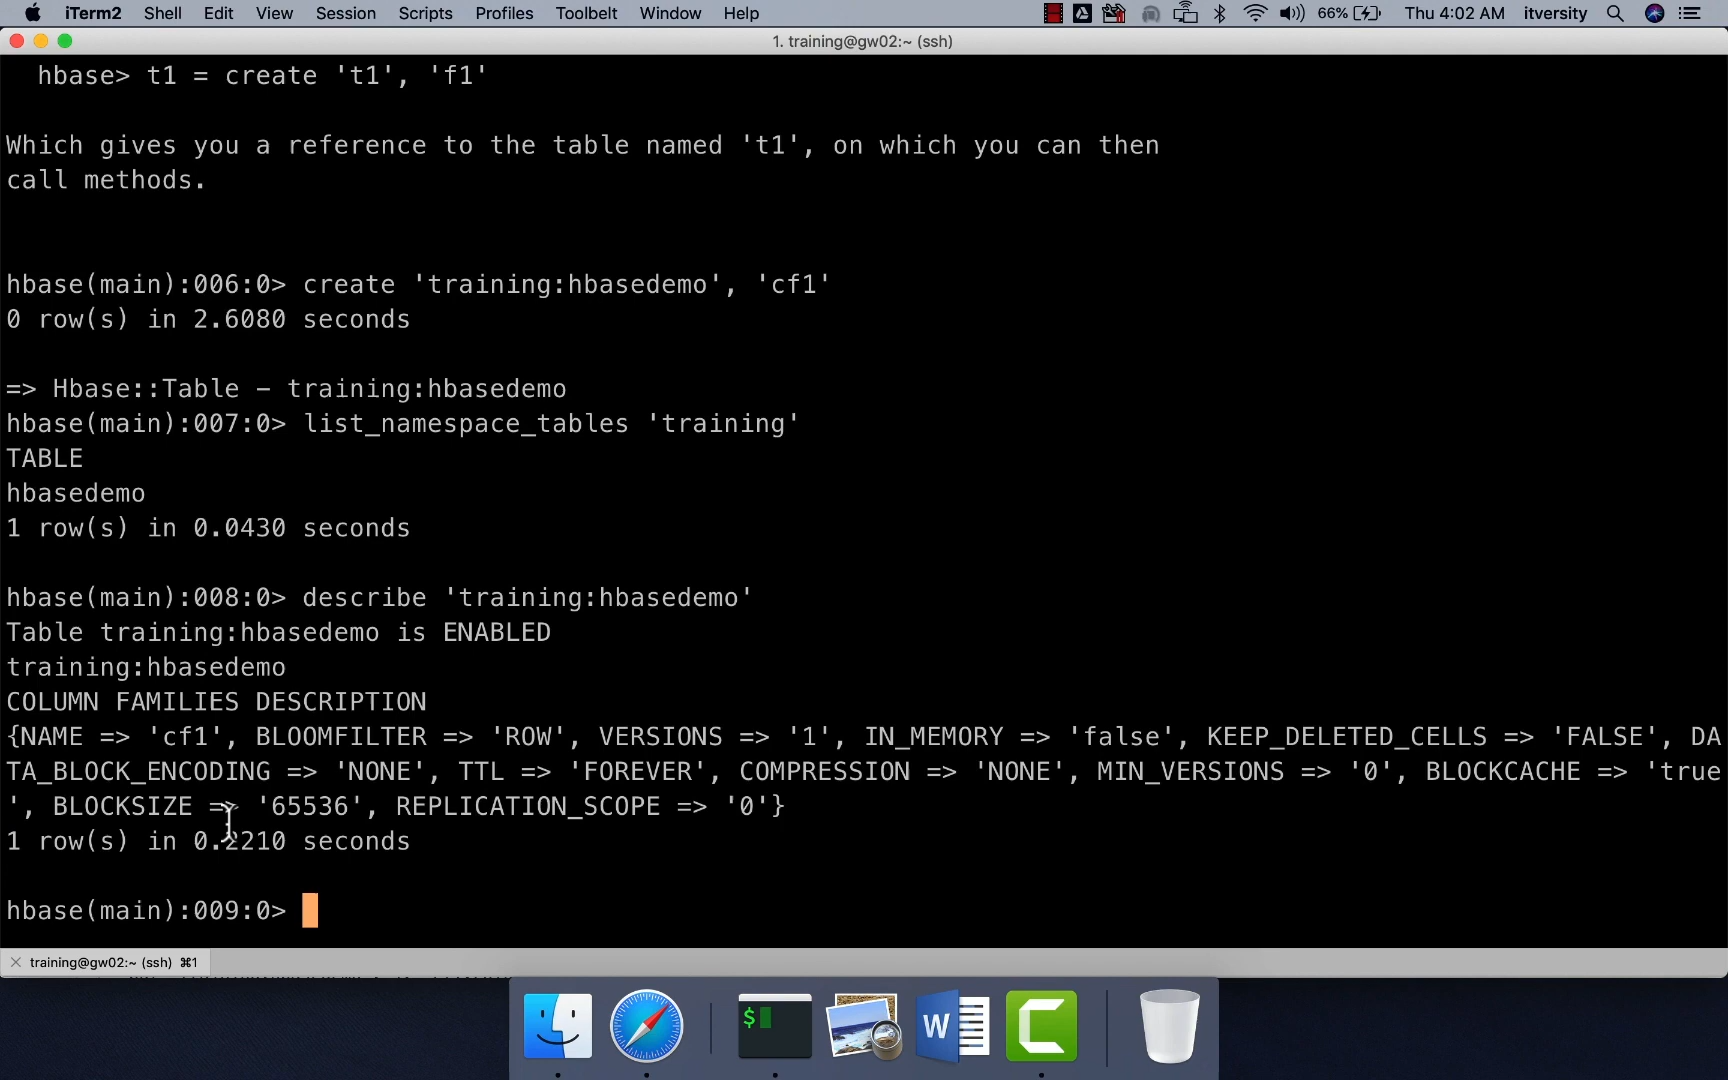 iTerm2 Shell Edit View Session Scripts Profiles Toolbelt Window Help 66% Thu 4:02 AM itversity
1. training@gw02:~ (ssh)
hbase> t1 = create 't1', 'f1'
Which gives you a reference to the table named 't1', on which you can then
call methods.
hbase(main):006:0> create 'training:hbasedemo', 'cf1'
0 row(s) in 2.6080 seconds
=> Hbase::Table - training:hbasedemo
hbase(main):007:0> list_namespace_tables 'training'
TABLE
hbasedemo
1 row(s) in 0.0430 seconds
hbase(main):008:0> describe 'training:hbasedemo'
Table training:hbasedemo is ENABLED
training:hbasedemo
COLUMN FAMILIES DESCRIPTION
{NAME => 'cf1', BLOOMFILTER => 'ROW', VERSIONS => '1', IN_MEMORY => 'false', KEEP_DELETED_CELLS => 'FALSE', DA
TA_BLOCK_ENCODING => 'NONE', TTL => 'FOREVER', COMPRESSION => 'NONE', MIN_VERSIONS => '0', BLOCKCACHE => 'true
', BLOCKSIZE => '65536', REPLICATION_SCOPE => '0'}
1 row(s) in 0.2210 seconds
hbase(main):009:0>
training@gw02:~ (ssh) ⌘1
$
W